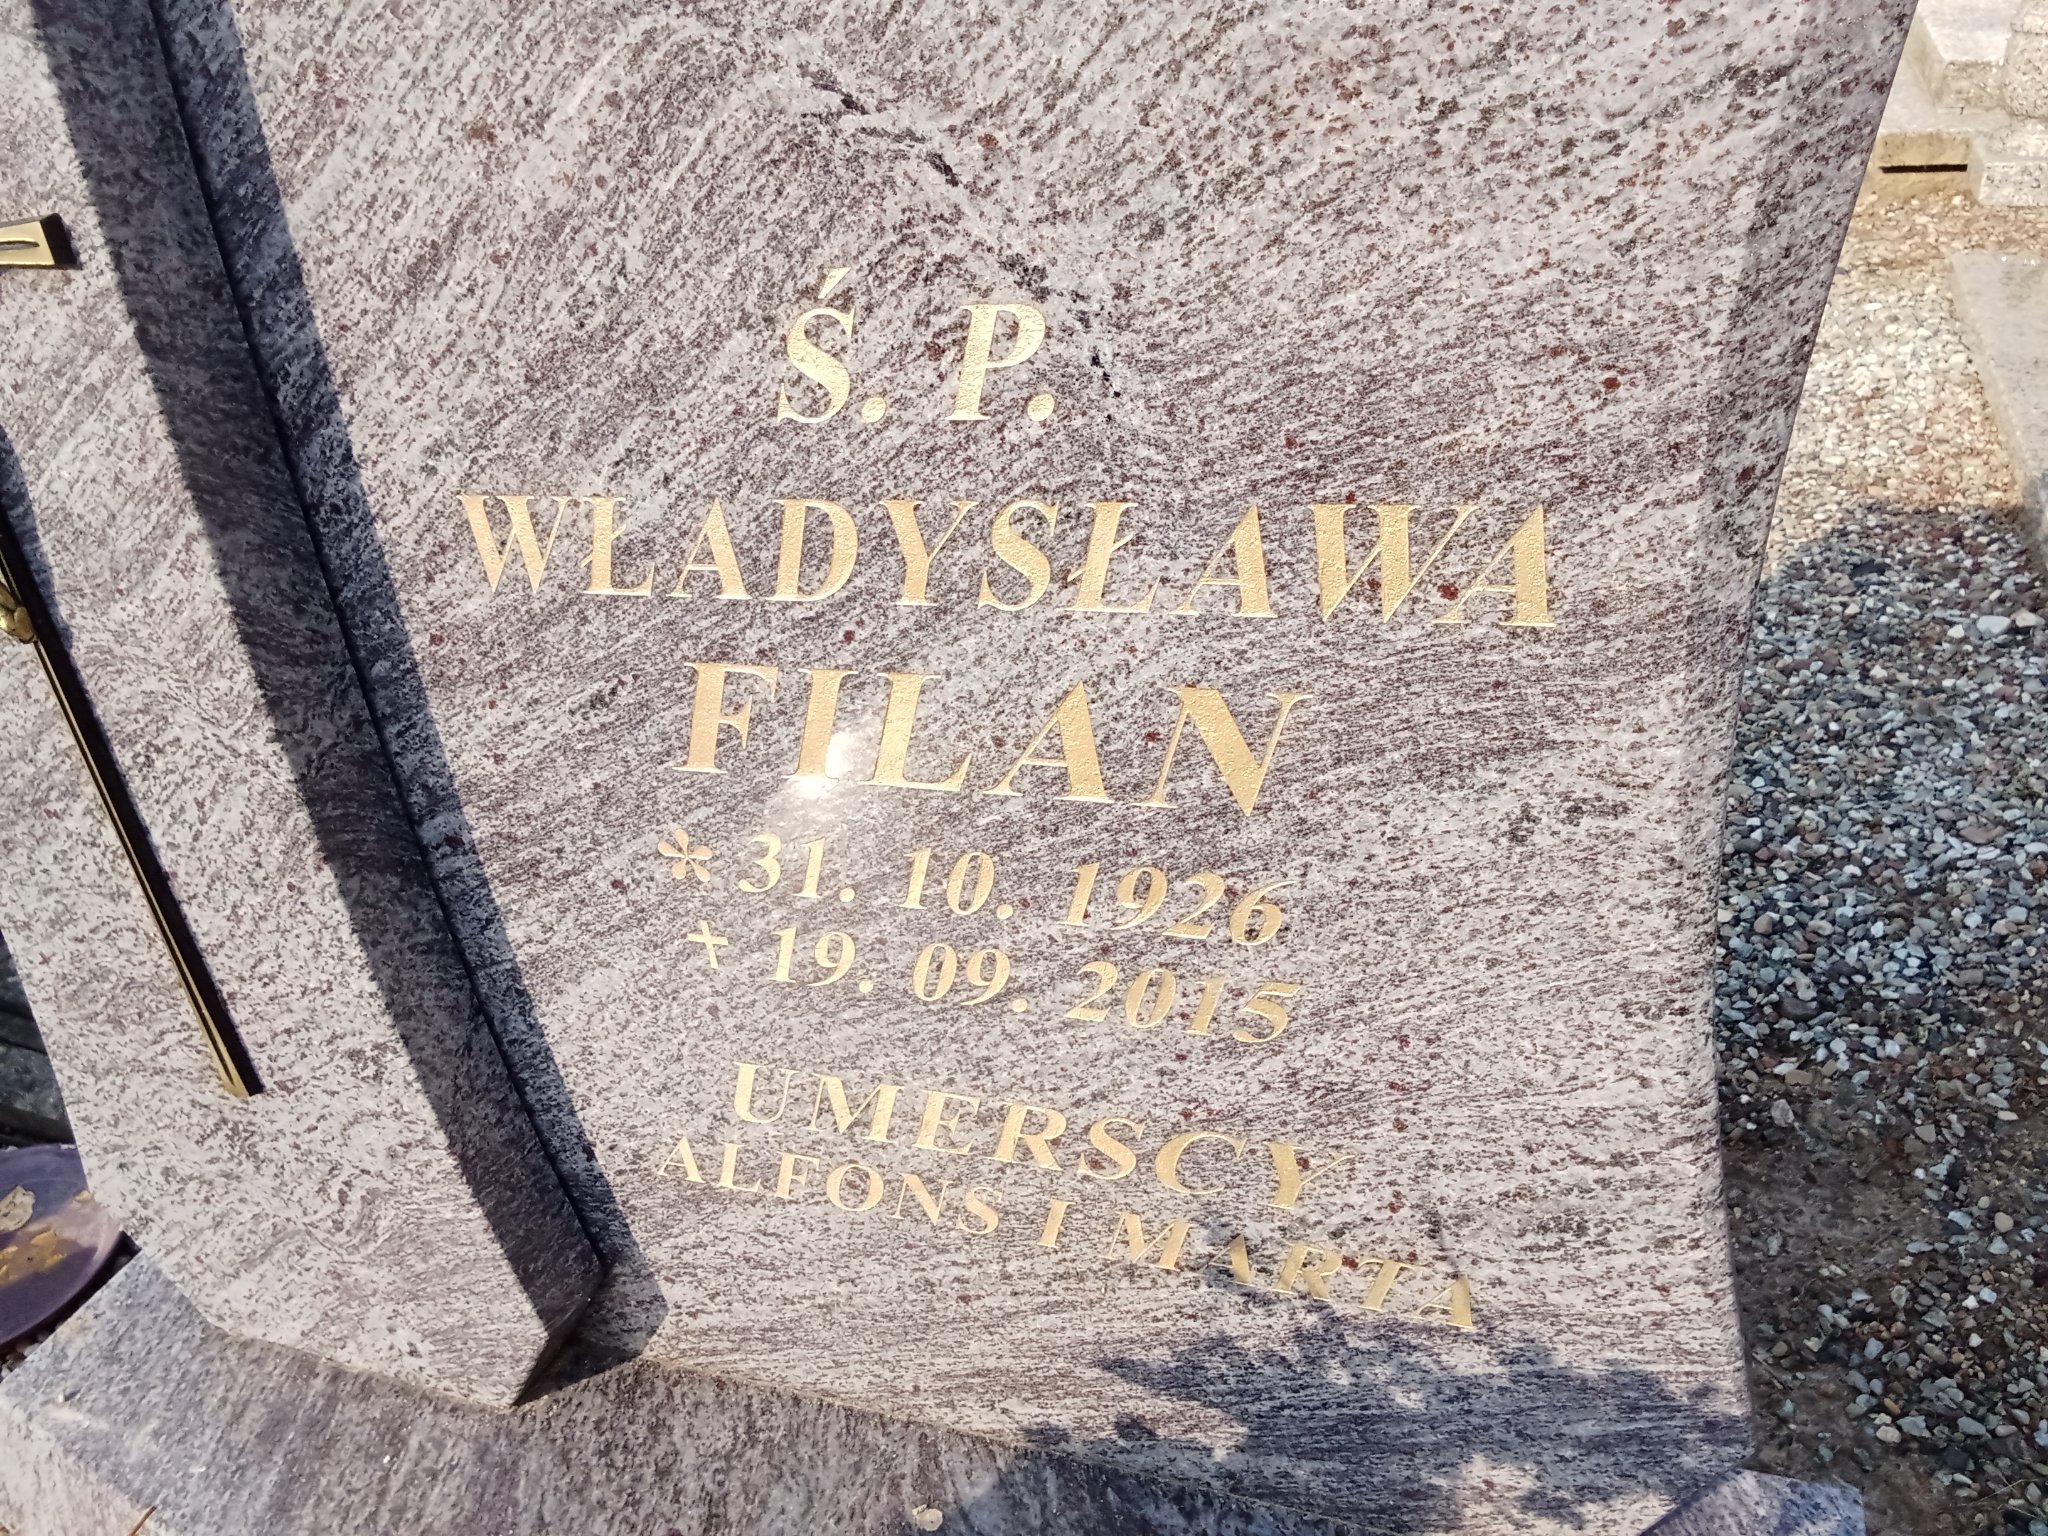 Ś. P.
WŁADYSŁAWA
FILAN
* 31. 10. 1926
+ 19. 09. 2015
UMERSCY
ALFONS I MARTA